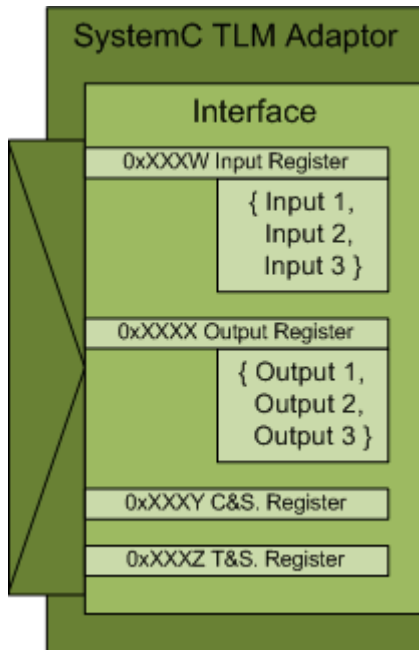 SystemC TLM Adaptor
Interface
0xXXXW Input Register
{ Input 1,
Input 2,
Input 3 }
0xXXXX Output Register
{ Output 1,
Output 2,
Output 3 }
0xXXXY C&S. Register
0xXXXZ T&S. Register